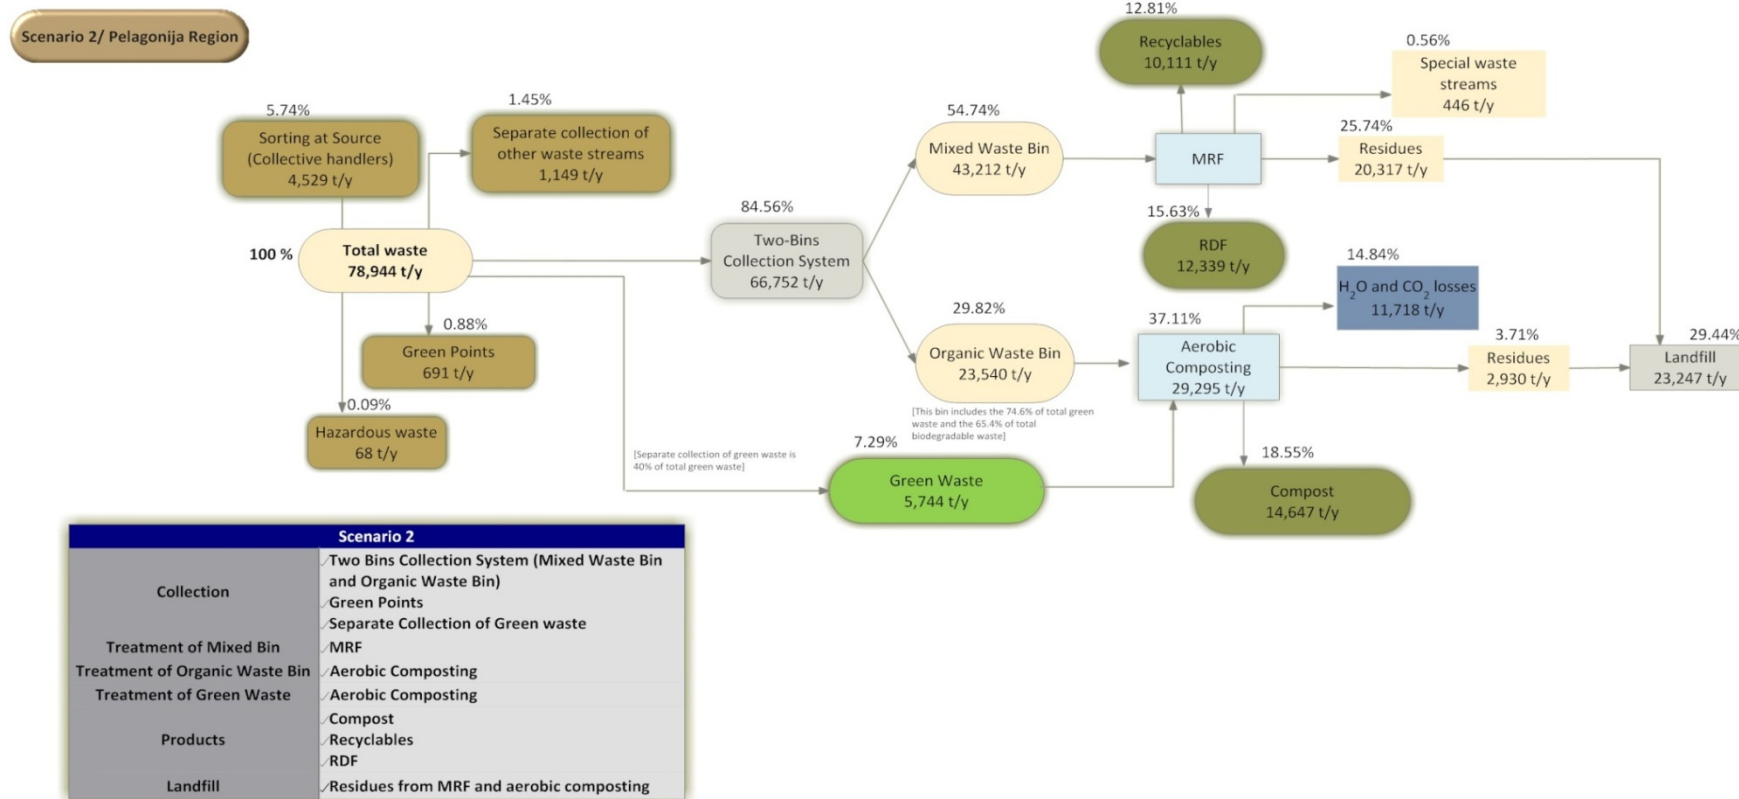 Scenario 2/ Pelagonija Region
5.74%
Sorting at Source
(Collective handlers)
4,529 t/y
1.45%
Separate collection of
other waste streams
1,149 t/y
100 %
Total waste
78,944 t/y
0.88%
Green Points
691 t/y
0.09%
Hazardous waste
68 t/y
84.56%
Two-Bins
Collection System
66,752 t/y
54.74%
Mixed Waste Bin
43,212 t/y
29.82%
Organic Waste Bin
23,540 t/y
[This bin includes the 74.6% of total green
waste and the 65.4% of total
biodegradable waste]
[Separate collection of green waste is
40% of total green waste]
7.29%
Green Waste
5,744 t/y
12.81%
Recyclables
10,111 t/y
0.56%
Special waste
streams
446 t/y
MRF
25.74%
Residues
20,317 t/y
15.63%
RDF
12,339 t/y
14.84%
H2O and CO2 losses
11,718 t/y
37.11%
Aerobic
Composting
29,295 t/y
3.71%
Residues
2,930 t/y
29.44%
Landfill
23,247 t/y
18.55%
Compost
14,647 t/y
Scenario 2
Collection
✓Two Bins Collection System (Mixed Waste Bin
and Organic Waste Bin)
✓Green Points
✓Separate Collection of Green waste
Treatment of Mixed Bin ✓MRF
Treatment of Organic Waste Bin ✓Aerobic Composting
Treatment of Green Waste ✓Aerobic Composting
Products
✓Compost
✓Recyclables
✓RDF
Landfill ✓Residues from MRF and aerobic composting